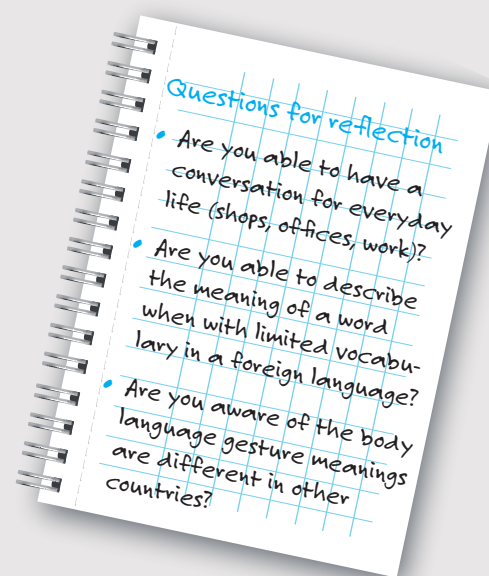 Questions for reflection
• Are you able to have a
conversation for everyday
life (shops, offices, work)?
• Are you able to describe
the meaning of a word
when with limited vocabu-
lary in a foreign language?
• Are you aware of the body
language gesture meanings
are different in other
countries?